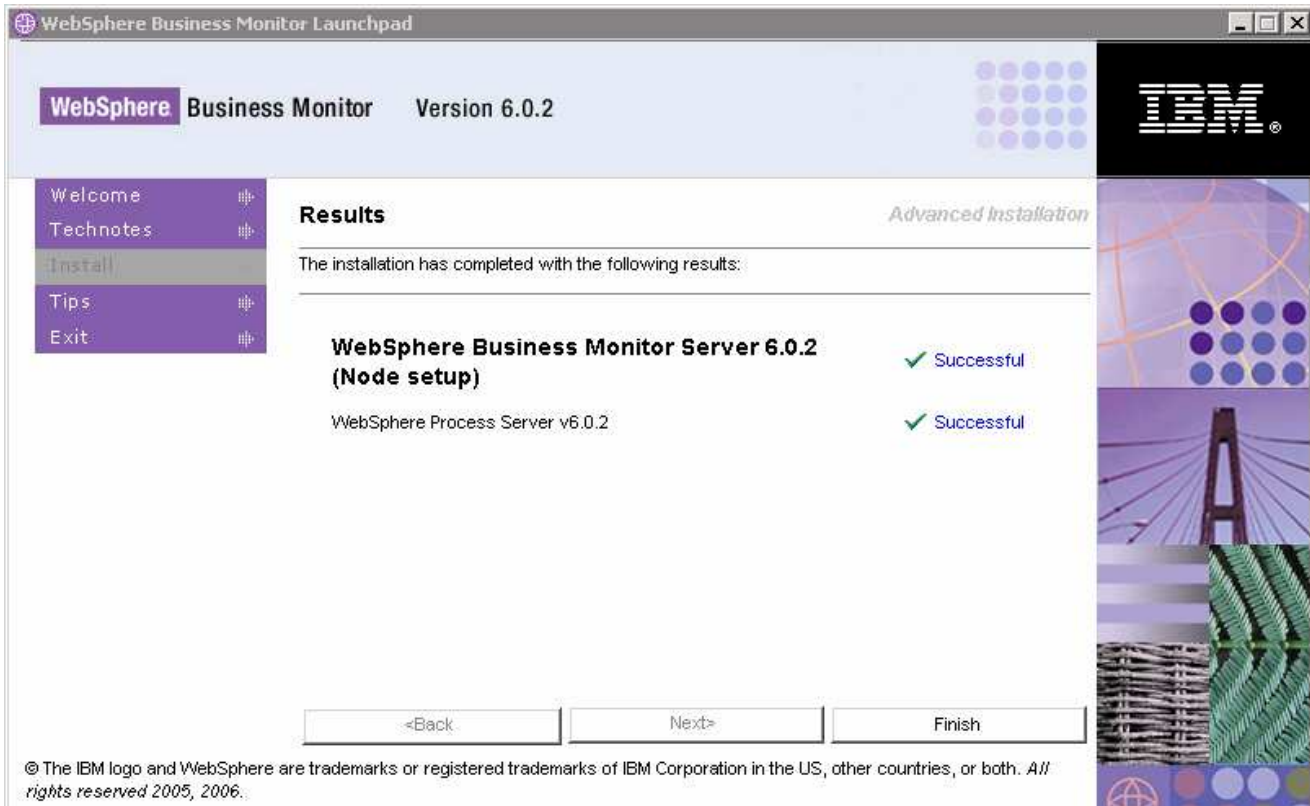 WebSphere Business Monitor Launchpad
WebSphere Business Monitor Version 6.0.2
IBM®
Welcome
Technotes
Install
Tips
Exit
Results
Advanced Installation
The installation has completed with the following results:
WebSphere Business Monitor Server 6.0.2
(Node setup)
Successful
WebSphere Process Server v6.0.2
Successful
<Back
Next>
Finish
© The IBM logo and WebSphere are trademarks or registered trademarks of IBM Corporation in the US, other countries, or both. All
rights reserved 2005, 2006.